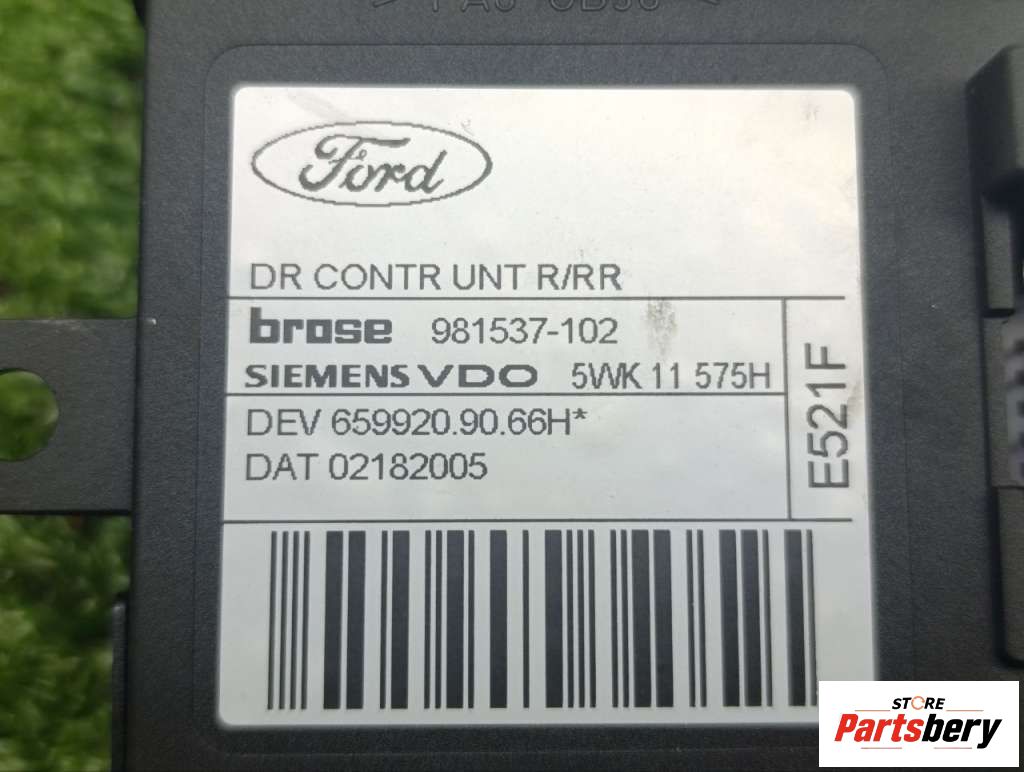 Ford
DR CONTR UNT R/RR
brose 981537-102
SIEMENS VDO 5WK 11 575H
DEV 659920.90.66H*
DAT 02182005
E521F
STORE
Partsbery